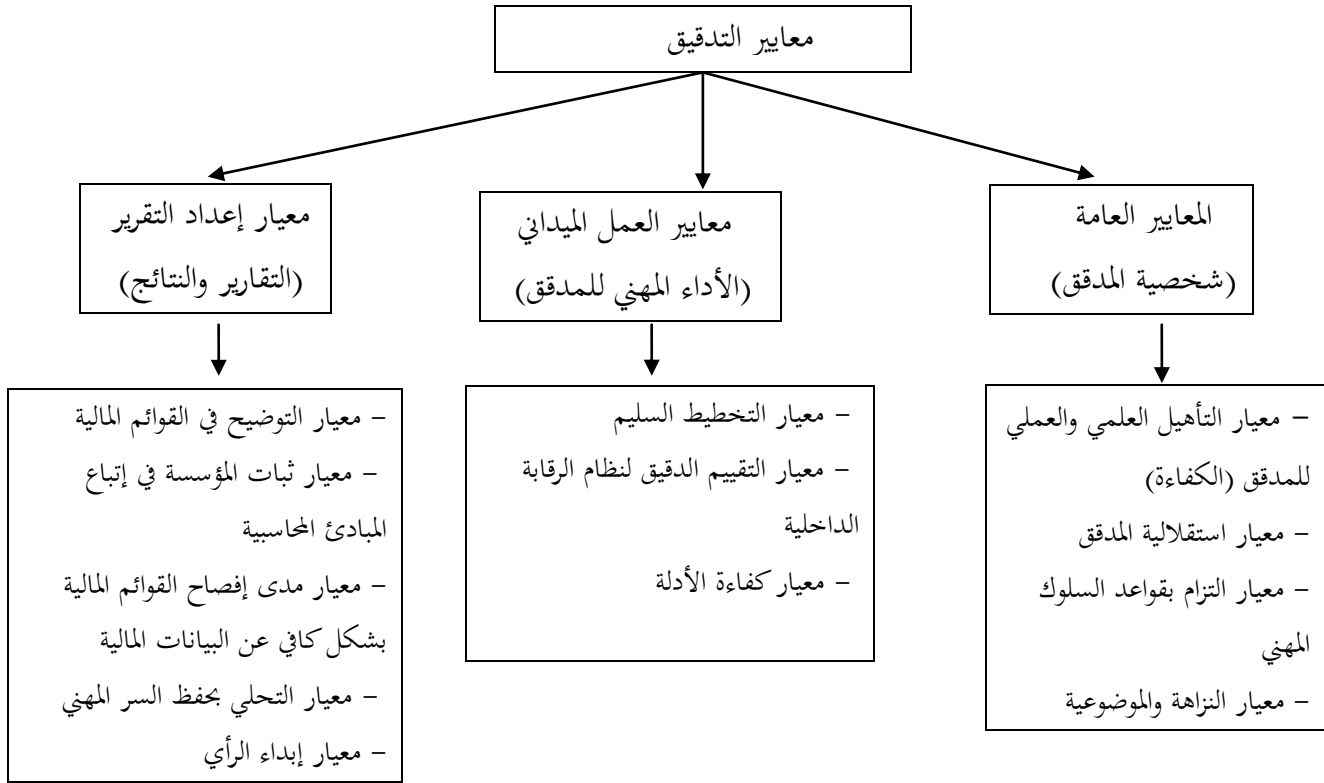 معايير التدقيق
المعايير العامة
(شخصية المدقق)
معايير العمل الميداني
(الأداء المهني للمدقق)
معيار إعداد التقرير
(التقارير والنتائج)
– معيار التأهيل العلمي والعملي
للمدقق (الكفاءة)
– معيار استقلالية المدقق
– معيار التزام بقواعد السلوك
المهني
– معيار النزاهة والموضوعية
– معيار التخطيط السليم
– معيار التقييم الدقيق لنظام الرقابة
الداخلية
– معيار كفاءة الأدلة
– معيار التوضيح في القوائم المالية
– معيار ثبات المؤسسة في إتباع
المبادئ المحاسبية
– معيار مدى إفصاح القوائم المالية
بشكل كافي عن البيانات المالية
– معيار التحلي بحفظ السر المهني
– معيار إبداء الرأي